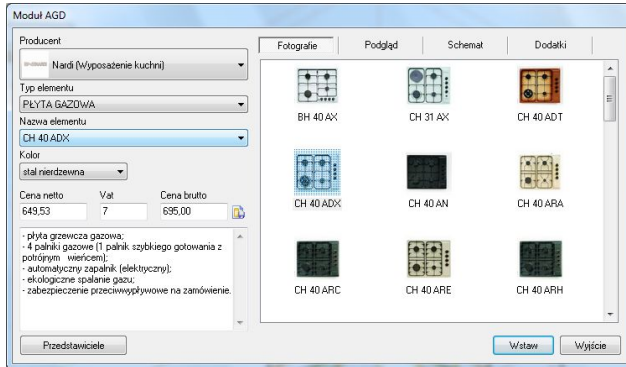 Moduł AGD
Producent
Nardi (Wyposażenie kuchni)
Typ elementu
PŁYTA GAZOWA
Nazwa elementu
CH 40 ADX
Kolor
stal nierdzewna
Cena netto Vat Cena brutto
649,53 7 695,00
- płyta grzewcza gazowa;
- 4 palniki gazowe (1 palnik szybkiego gotowania z
potrójnym wieńcem);
- automatyczny zapalnik (elektryczny);
- ekologiczne spalanie gazu;
- zabezpieczenie przeciwwypływowe na zamówienie.
Przedstawiciele
Fotografie Podgląd Schemat Dodatki
BH 40 AX CH 31 AX CH 40 ADT
CH 40 ADX CH 40 AN CH 40 ARA
CH 40 ARC CH 40 ARE CH 40 ARH
Wstaw Wyjście